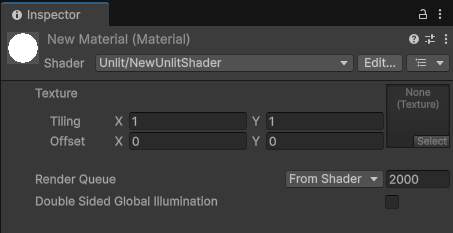 Inspector
New Material (Material)
Shader Unlit/NewUnlitShader Edit...
Texture None
(Texture)
Tiling X 1 Y 1
Offset X 0 Y 0
Select
Render Queue From Shader 2000
Double Sided Global Illumination